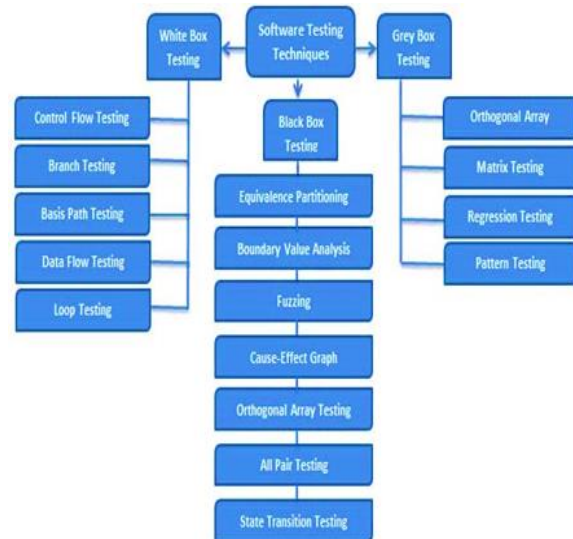 Software Testing
Techniques
White Box
Testing
Control Flow Testing
Branch Testing
Basis Path Testing
Data Flow Testing
Loop Testing
Black Box
Testing
Equivalence Partitioning
Boundary Value Analysis
Fuzzing
Cause-Effect Graph
Orthogonal Array Testing
All Pair Testing
State Transition Testing
Grey Box
Testing
Orthogonal Array
Matrix Testing
Regression Testing
Pattern Testing